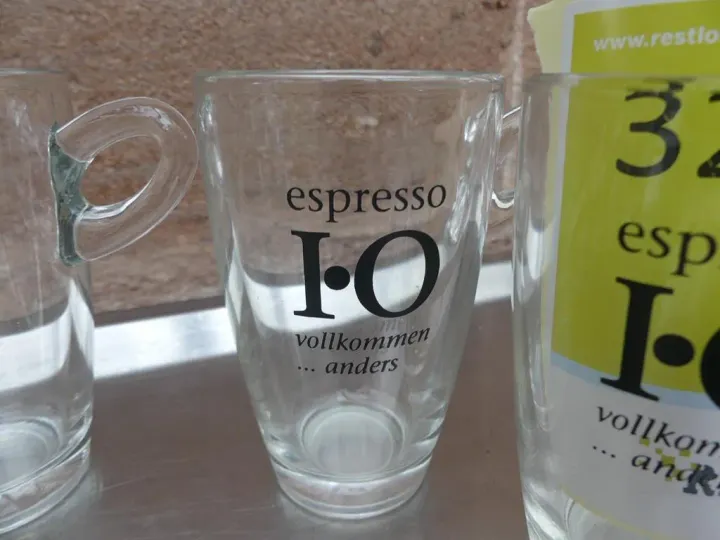 espresso
I·O
vollkommen
... anders
www.restlo
32
esp
I·
vollkom
... and